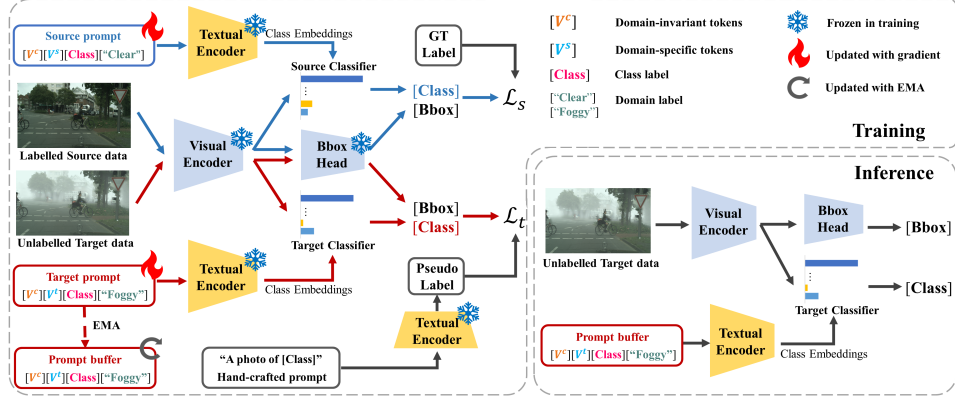 Source prompt
[V^c][V^s][Class]["Clear"]
Textual
Encoder
Class Embeddings
GT
Label
Source Classifier
[Class]
[Bbox]
ℒ_s
[V^c]
Domain-invariant tokens
[V^s]
Domain-specific tokens
[Class]
Class label
["Clear"]
["Foggy"]
Domain label
Frozen in training
Updated with gradient
Updated with EMA
Training
Labelled Source data
Visual
Encoder
Bbox
Head
Unlabelled Target data
[Bbox]
[Class]
ℒ_t
Target Classifier
Target prompt
[V^c][V^t][Class]["Foggy"]
Textual
Encoder
Class Embeddings
Pseudo
Label
Textual
Encoder
EMA
Prompt buffer
[V^c][V^t][Class]["Foggy"]
"A photo of [Class]"
Hand-crafted prompt
Inference
Unlabelled Target data
Visual
Encoder
Bbox
Head
[Bbox]
[Class]
Target Classifier
Prompt buffer
[V^c][V^t][Class]["Foggy"]
Textual
Encoder
Class Embeddings